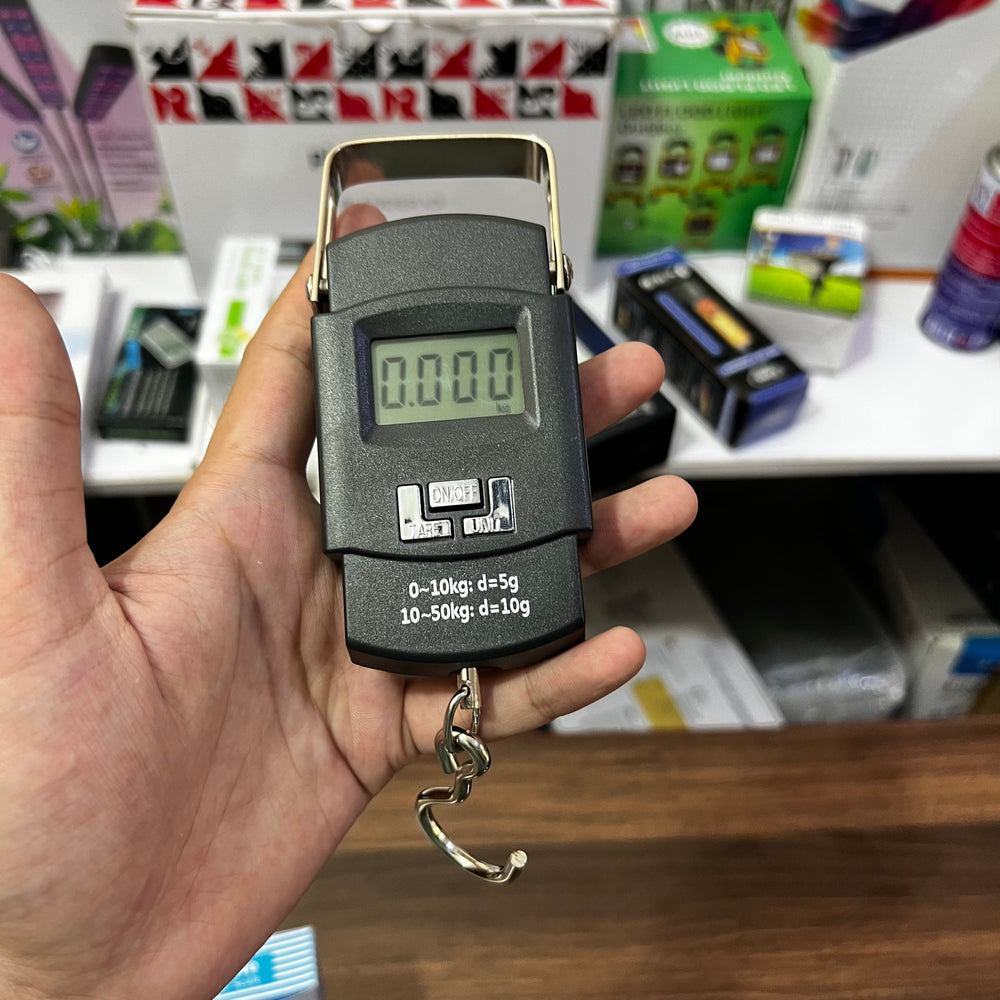 0.000
kg
ON/OFF
TARE
UNIT
0~10kg: d=5g
10~50kg: d=10g